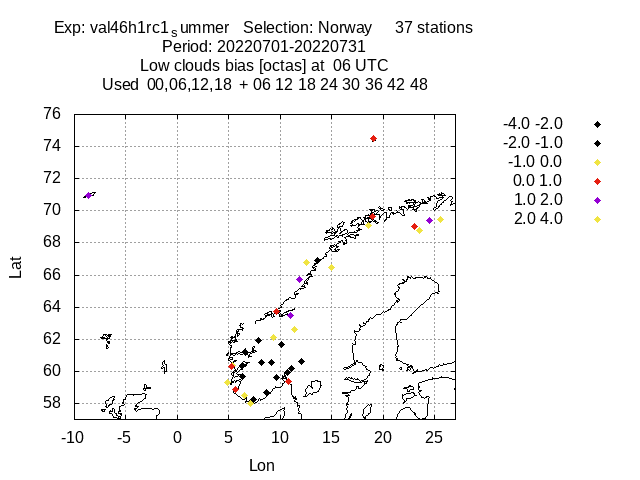 Exp: val46h1rc1summer Selection: Norway 37 stations
Period: 20220701-20220731
Low clouds bias [octas] at 06 UTC
Used 00,06,12,18 + 06 12 18 24 30 36 42 48
76
74
72
70
68
66
64
62
60
58
Lat
-10 -5 0 5 10 15 20 25
Lon
-4.0 -2.0
-2.0 -1.0
-1.0 0.0
0.0 1.0
1.0 2.0
2.0 4.0